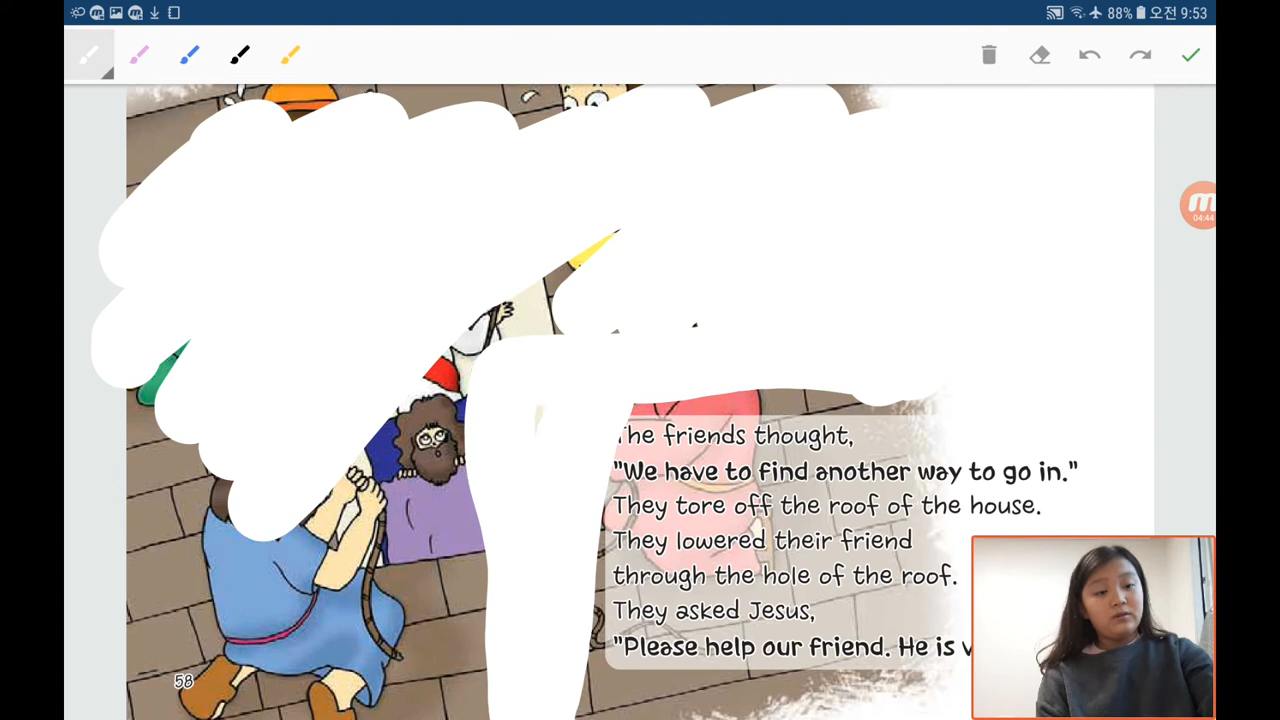 88% 오전 9:53
04:44
The friends thought,
"We have to find another way to go in."
They tore off the roof of the house.
They lowered their friend
through the hole of the roof.
They asked Jesus,
"Please help our friend. He is
58